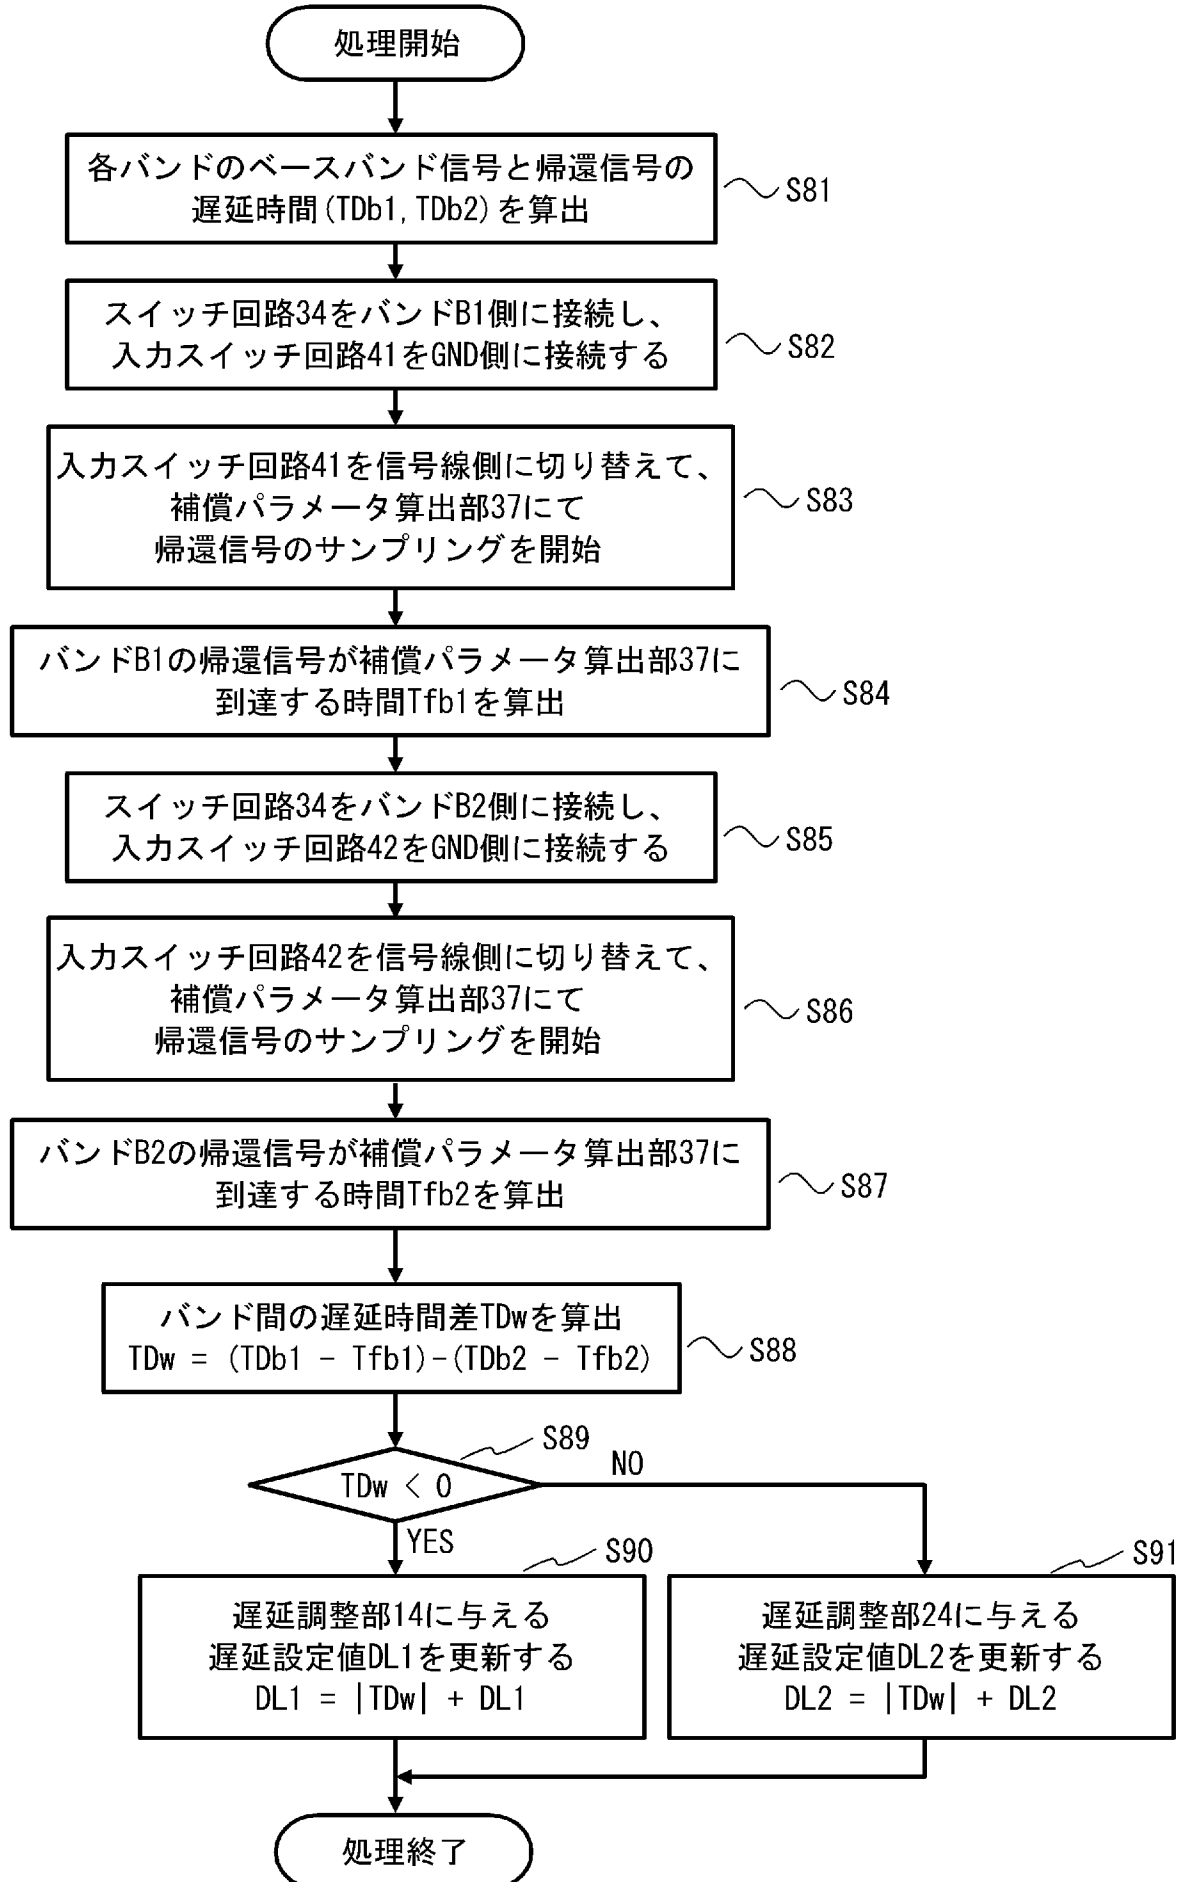 処理開始
各バンドのベースバンド信号と帰還信号の
遅延時間(TDb1,TDb2)を算出
S81
スイッチ回路34をバンドB1側に接続し、
入力スイッチ回路41をGND側に接続する
S82
入力スイッチ回路41を信号線側に切り替えて、
補償パラメータ算出部37にて
帰還信号のサンプリングを開始
S83
バンドB1の帰還信号が補償パラメータ算出部37に
到達する時間Tfb1を算出
S84
スイッチ回路34をバンドB2側に接続し、
入力スイッチ回路42をGND側に接続する
S85
入力スイッチ回路42を信号線側に切り替えて、
補償パラメータ算出部37にて
帰還信号のサンプリングを開始
S86
バンドB2の帰還信号が補償パラメータ算出部37に
到達する時間Tfb2を算出
S87
バンド間の遅延時間差TDwを算出
TDw = (TDb1 - Tfb1)-(TDb2 - Tfb2)
S88
S89
TDw < 0
NO
YES
S90
遅延調整部14に与える
遅延設定値DL1を更新する
DL1 = |TDw| + DL1
S91
遅延調整部24に与える
遅延設定値DL2を更新する
DL2 = |TDw| + DL2
処理終了